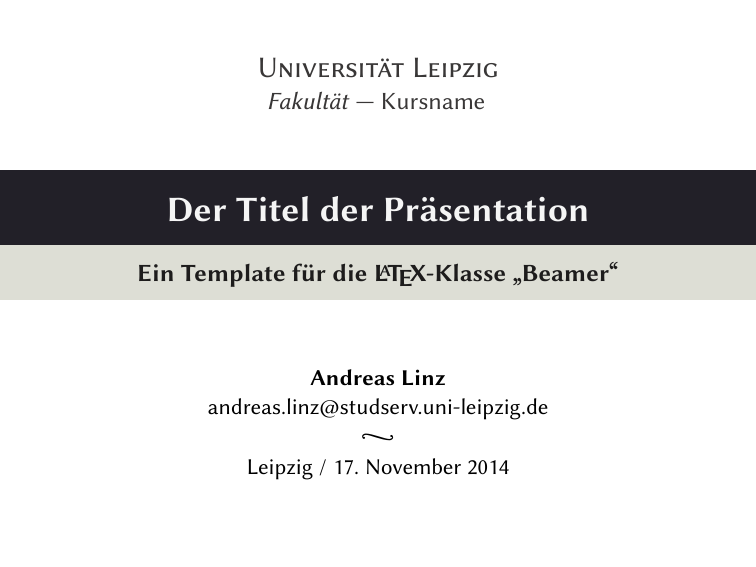 Universität Leipzig
Fakultät — Kursname
Der Titel der Präsentation
Ein Template für die LATEX-Klasse „Beamer“
Andreas Linz
andreas.linz@studserv.uni-leipzig.de
Leipzig / 17. November 2014